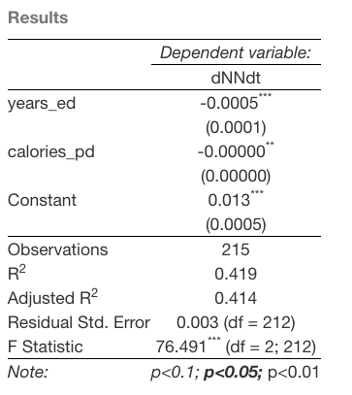 Results
Dependent variable:
dNNdt
years_ed -0.0005***
(0.0001)
calories_pd -0.00000**
(0.00000)
Constant 0.013***
(0.0005)
Observations 215
R2 0.419
Adjusted R2 0.414
Residual Std. Error 0.003 (df = 212)
F Statistic 76.491*** (df = 2; 212)
Note: p<0.1; p<0.05; p<0.01